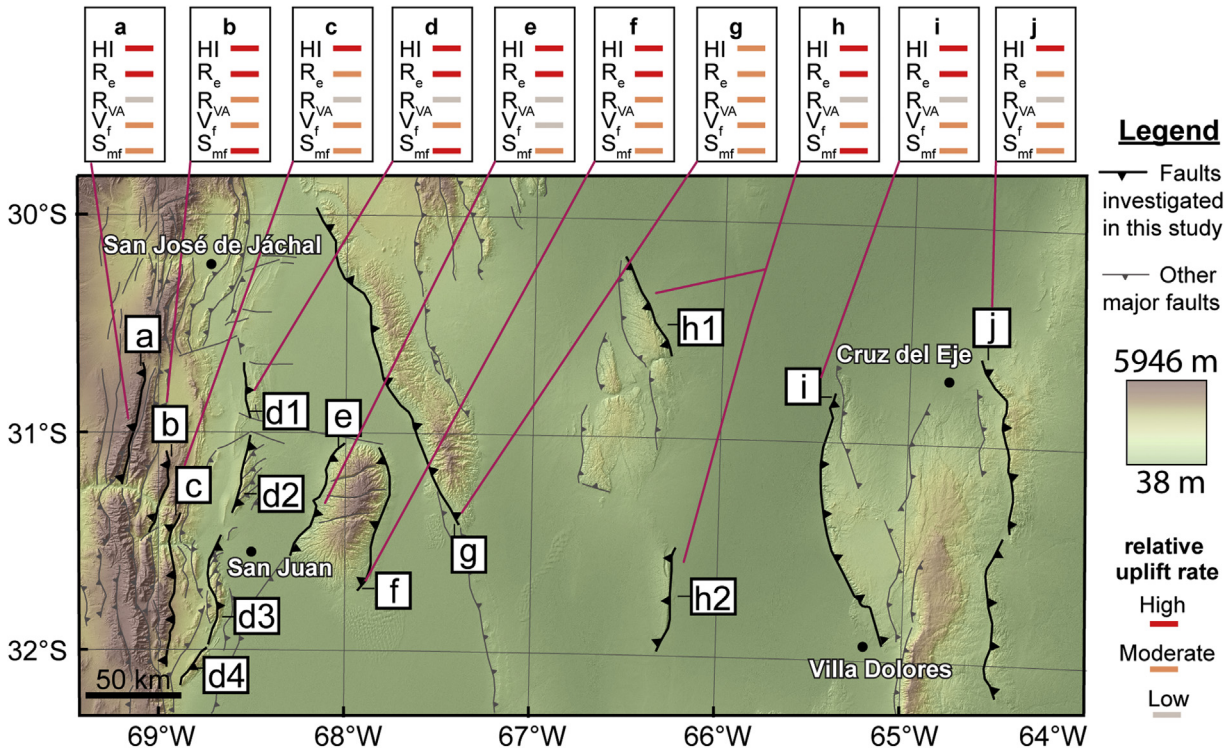 a b c d e f g h i j
HI HI HI HI HI HI HI HI HI HI
Re Re Re Re Re Re Re Re Re Re
RVA RVA RVA RVA RVA RVA RVA RVA RVA RVA
Vf Vf Vf Vf Vf Vf Vf Vf Vf Vf
Smf Smf Smf Smf Smf Smf Smf Smf Smf Smf
30°S
31°S
32°S
San José de Jáchal
a
b
c
d1
d2
d3
d4
e
f
g
h1
h2
i
j
San Juan
Cruz del Eje
Villa Dolores
50 km
69°W 68°W 67°W 66°W 65°W 64°W
Legend
Faults
investigated
in this study
Other
major faults
5946 m
38 m
relative
uplift rate
High
Moderate
Low